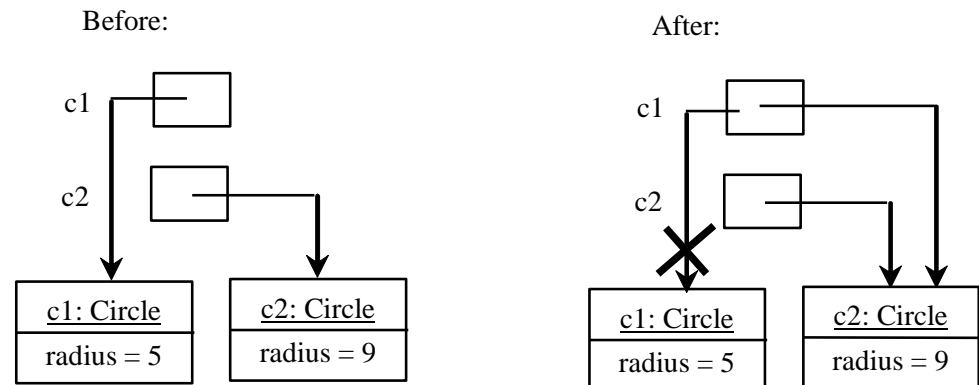 Before:
c1
c2
c1: Circle
radius = 5
c2: Circle
radius = 9
After:
c1
c2
c1: Circle
radius = 5
c2: Circle
radius = 9